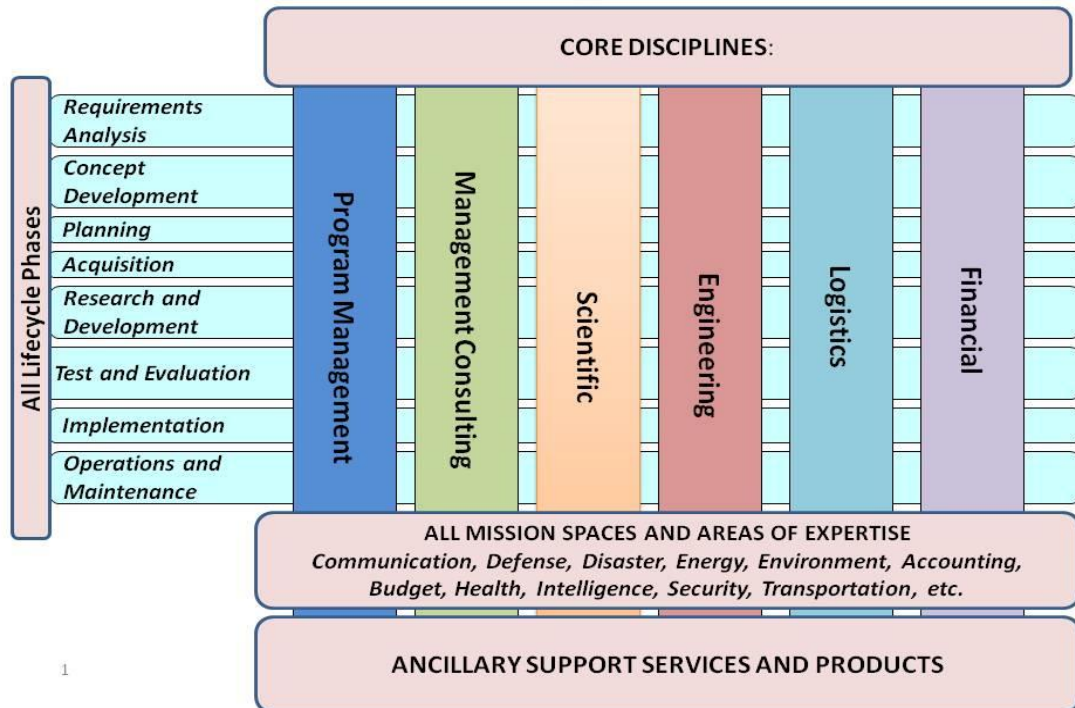 CORE DISCIPLINES:
All Lifecycle Phases
Requirements
Analysis
Concept
Development
Planning
Acquisition
Research and
Development
Test and Evaluation
Implementation
Operations and
Maintenance
Program Management
Management Consulting
Scientific
Engineering
Logistics
Financial
ALL MISSION SPACES AND AREAS OF EXPERTISE
Communication, Defense, Disaster, Energy, Environment, Accounting,
Budget, Health, Intelligence, Security, Transportation, etc.
ANCILLARY SUPPORT SERVICES AND PRODUCTS
1